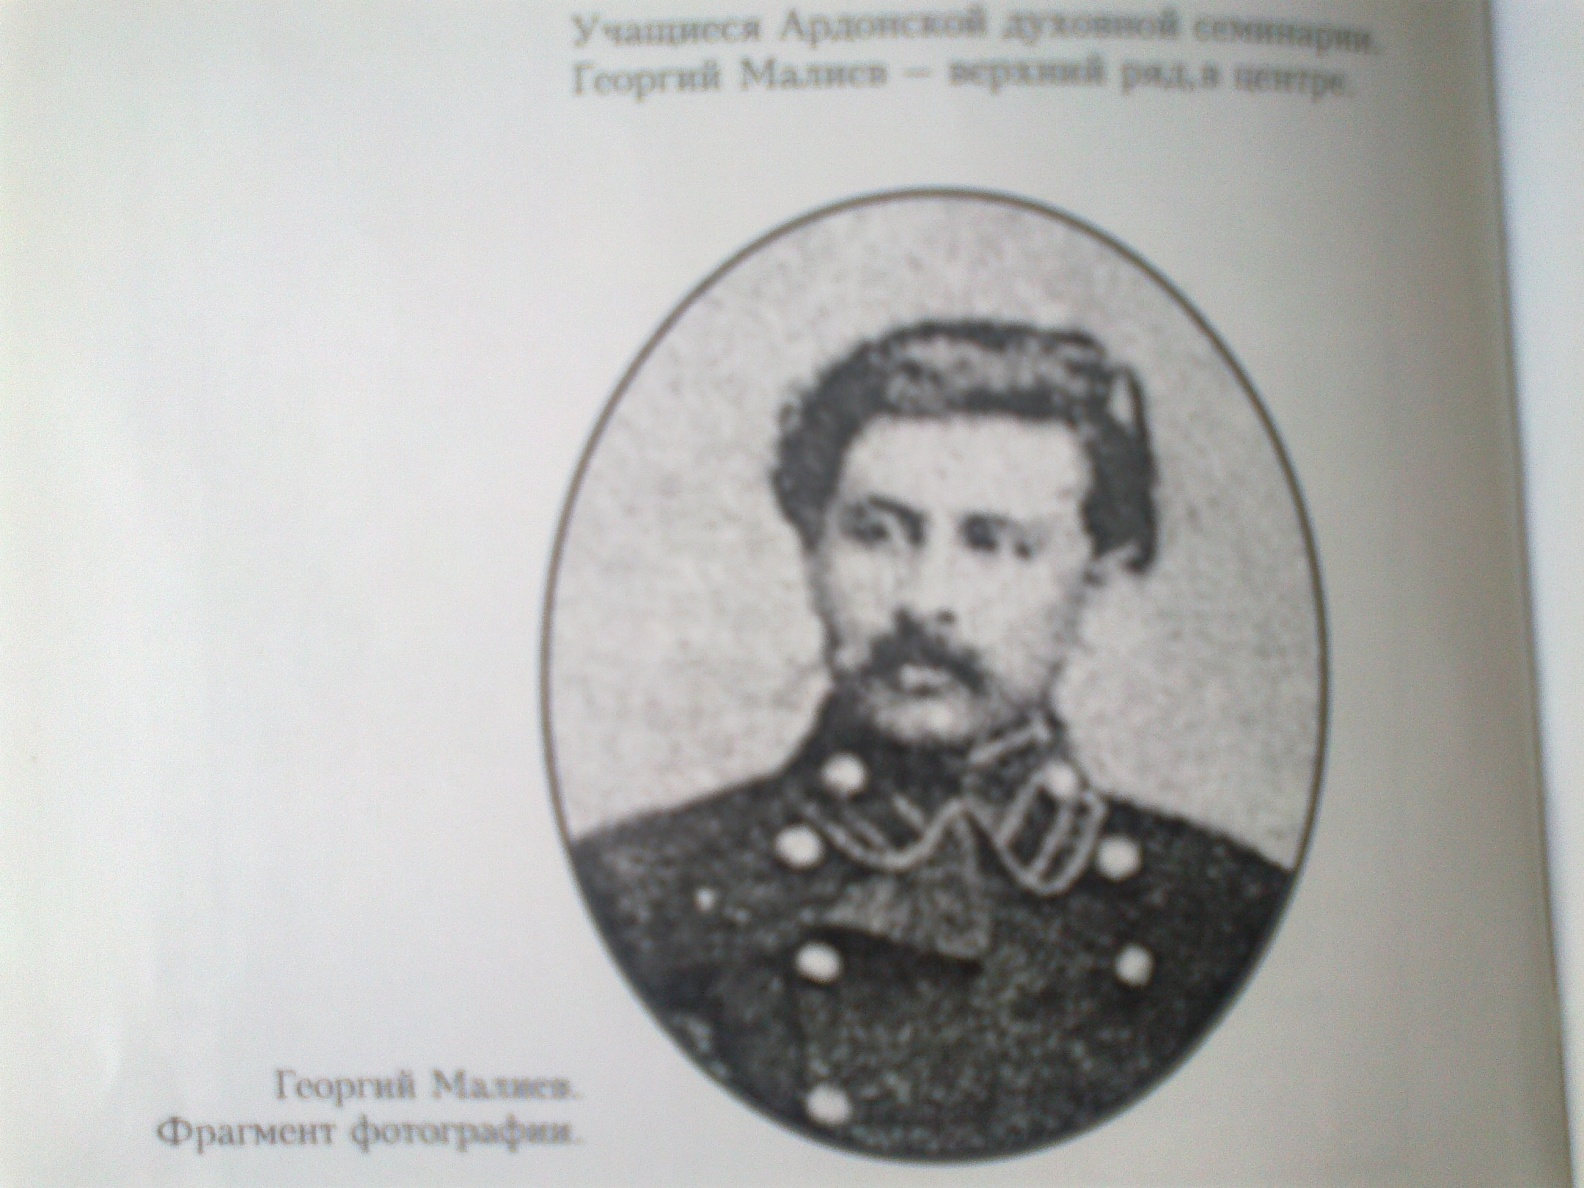 Учащиеся Ардонской духовной семинарии.
Георгий Малиев — верхний ряд, в центре.
Георгий Малиев.
Фрагмент фотографии.